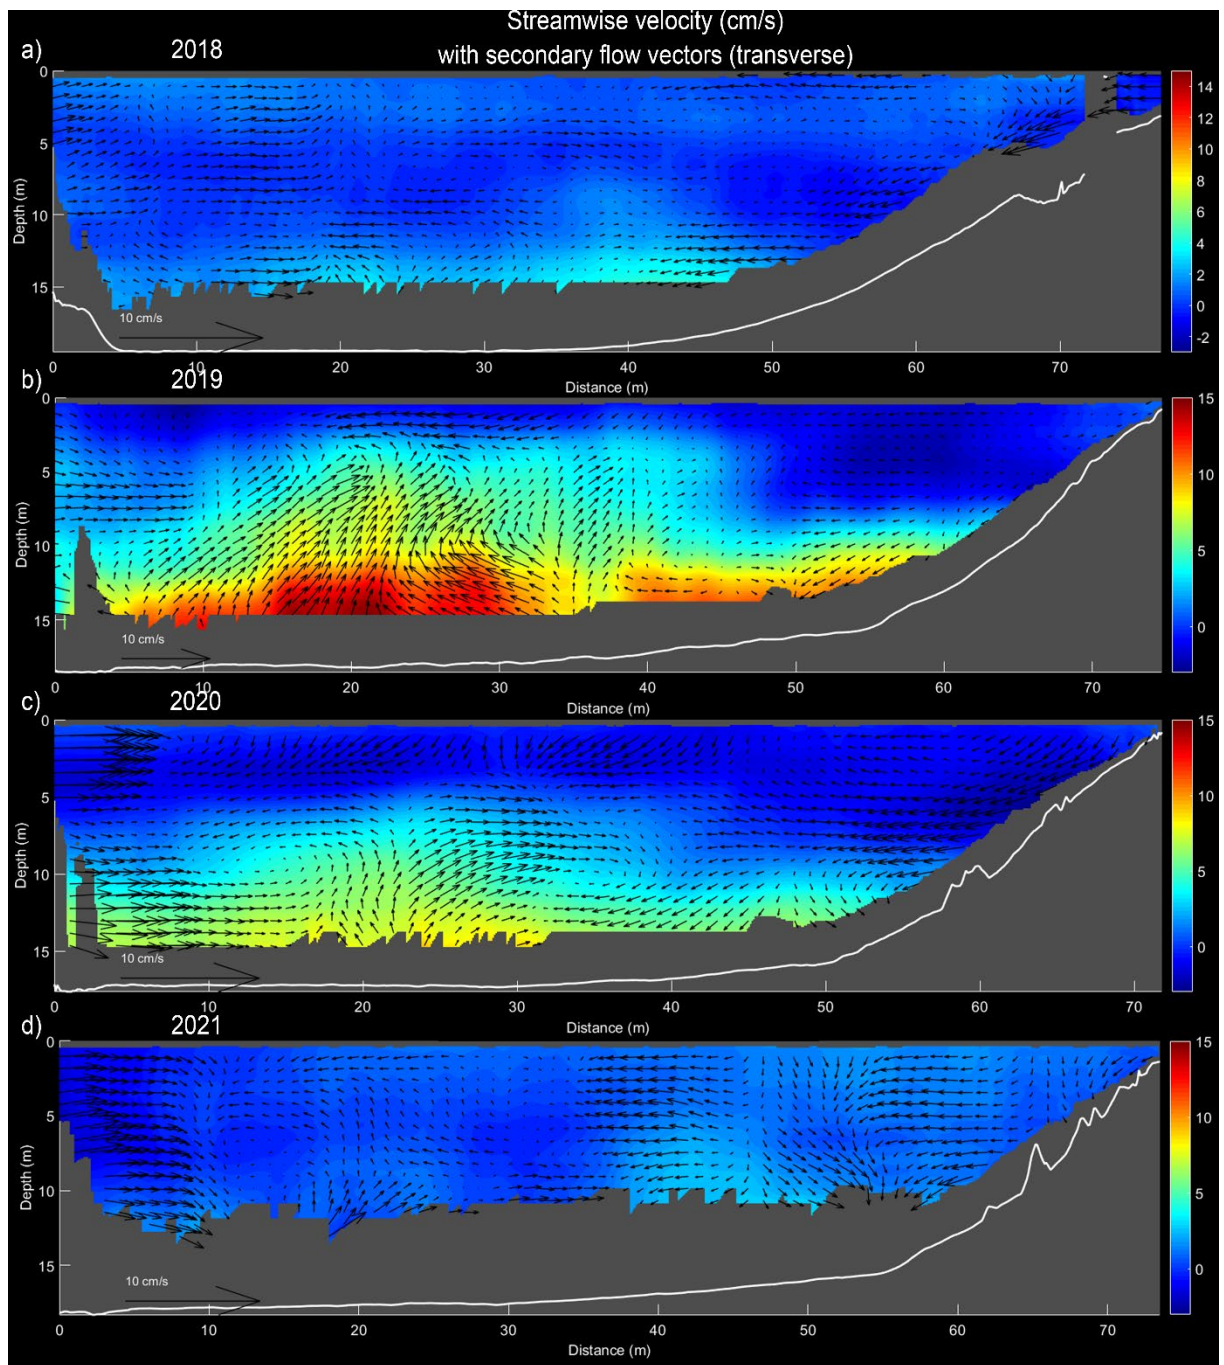 Streamwise velocity (cm/s)
with secondary flow vectors (transverse)
a) 2018
0
5
10
15
Depth (m)
10 cm/s
0 10 20 30 40 50 60 70
Distance (m)
14
12
10
8
6
4
2
0
-2
b) 2019
0
5
10
15
Depth (m)
10 cm/s
0 10 20 30 40 50 60 70
Distance (m)
15
10
5
0
c) 2020
0
5
10
15
Depth (m)
10 cm/s
0 10 20 30 40 50 60 70
Distance (m)
15
10
5
0
d) 2021
0
5
10
15
Depth (m)
10 cm/s
0 10 20 30 40 50 60 70
Distance (m)
15
10
5
0